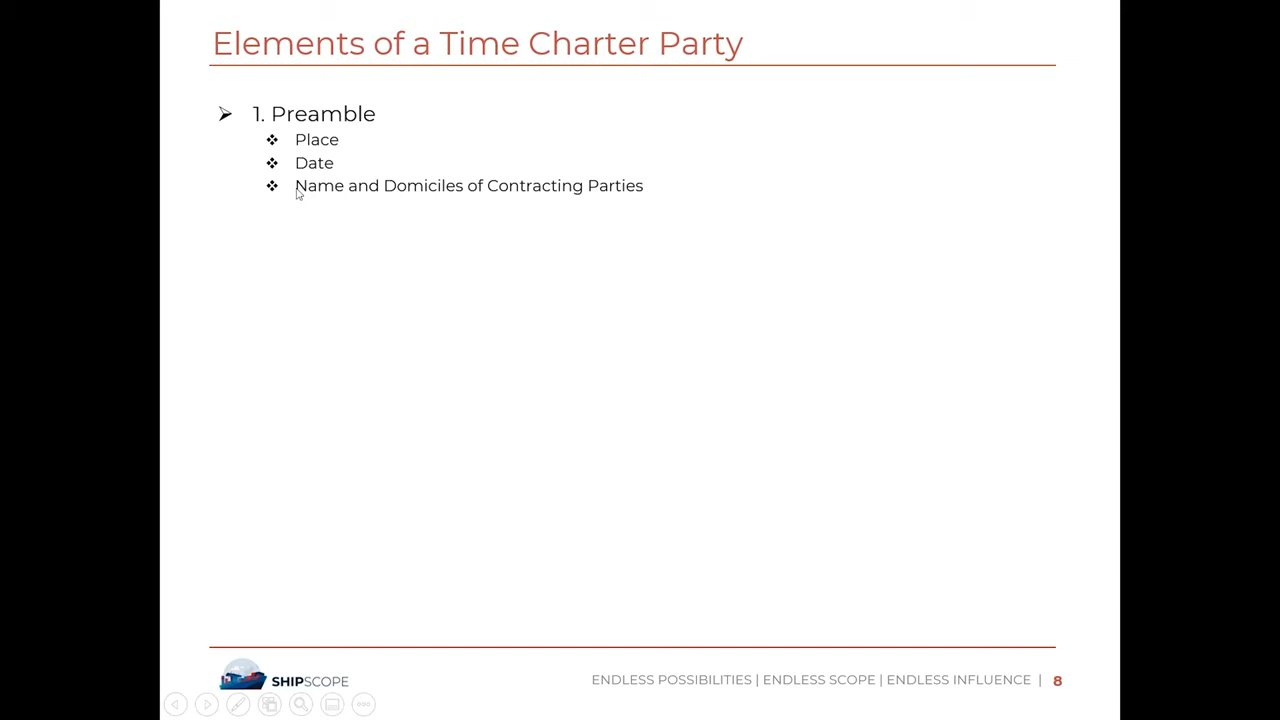 Elements of a Time Charter Party
1. Preamble
Place
Date
Name and Domiciles of Contracting Parties
SHIPSCOPE
ENDLESS POSSIBILITIES | ENDLESS SCOPE | ENDLESS INFLUENCE | 8